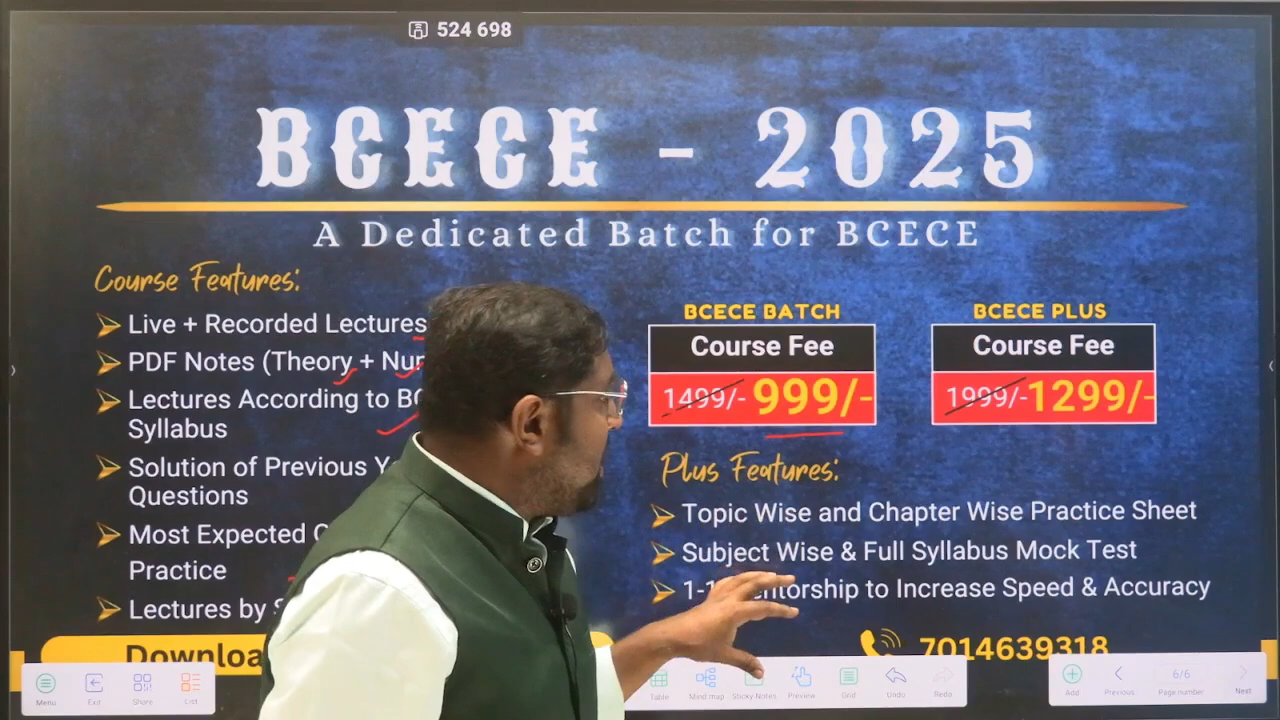 524 698
BCECE - 2025
A Dedicated Batch for BCECE
Course Features:
Live + Recorded Lectures
PDF Notes (Theory +
Lectures According to
Syllabus
Solution of Previous
Questions
Most Expected
Practice
Lectures by
BCECE BATCH
Course Fee
1499/- 999/-
BCECE PLUS
Course Fee
1999/- 1299/-
Plus Features:
Topic Wise and Chapter Wise Practice Sheet
Subject Wise & Full Syllabus Mock Test
to Increase Speed & Accuracy
7014639318
Menu
Exit
Share
List
Table
Mind map
Sticky Notes
Preview
Grid
Undo
Redo
Add
Previous
6/6
Page number
Next